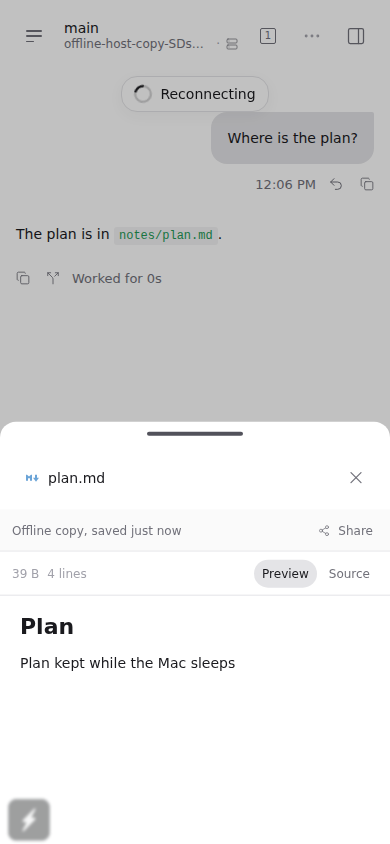 main
offline-host-copy-SDs...
1
Reconnecting
Where is the plan?
12:06 PM
The plan is in notes/plan.md.
Worked for 0s
plan.md
Offline copy, saved just now
Share
39 B 4 lines
Preview
Source
Plan
Plan kept while the Mac sleeps